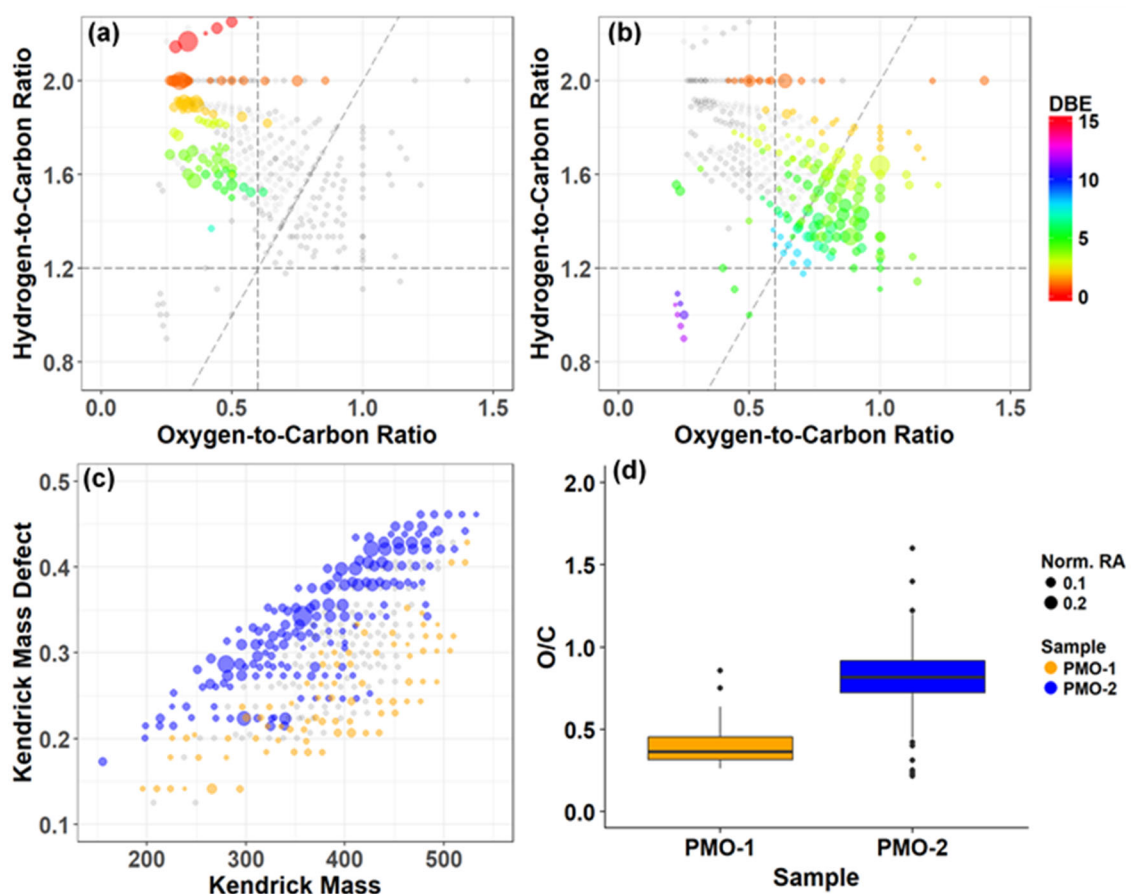 (a)
Hydrogen-to-Carbon Ratio
2.0
1.6
1.2
0.8
0.0
0.5
1.0
1.5
Oxygen-to-Carbon Ratio
(b)
Hydrogen-to-Carbon Ratio
2.0
1.6
1.2
0.8
0.0
0.5
1.0
1.5
Oxygen-to-Carbon Ratio
DBE
15
10
5
0
(c)
Kendrick Mass Defect
0.5
0.4
0.3
0.2
0.1
200
300
400
500
Kendrick Mass
(d)
O/C
2.0
1.5
1.0
0.5
0.0
PMO-1
PMO-2
Sample
Norm. RA
0.1
0.2
Sample
PMO-1
PMO-2